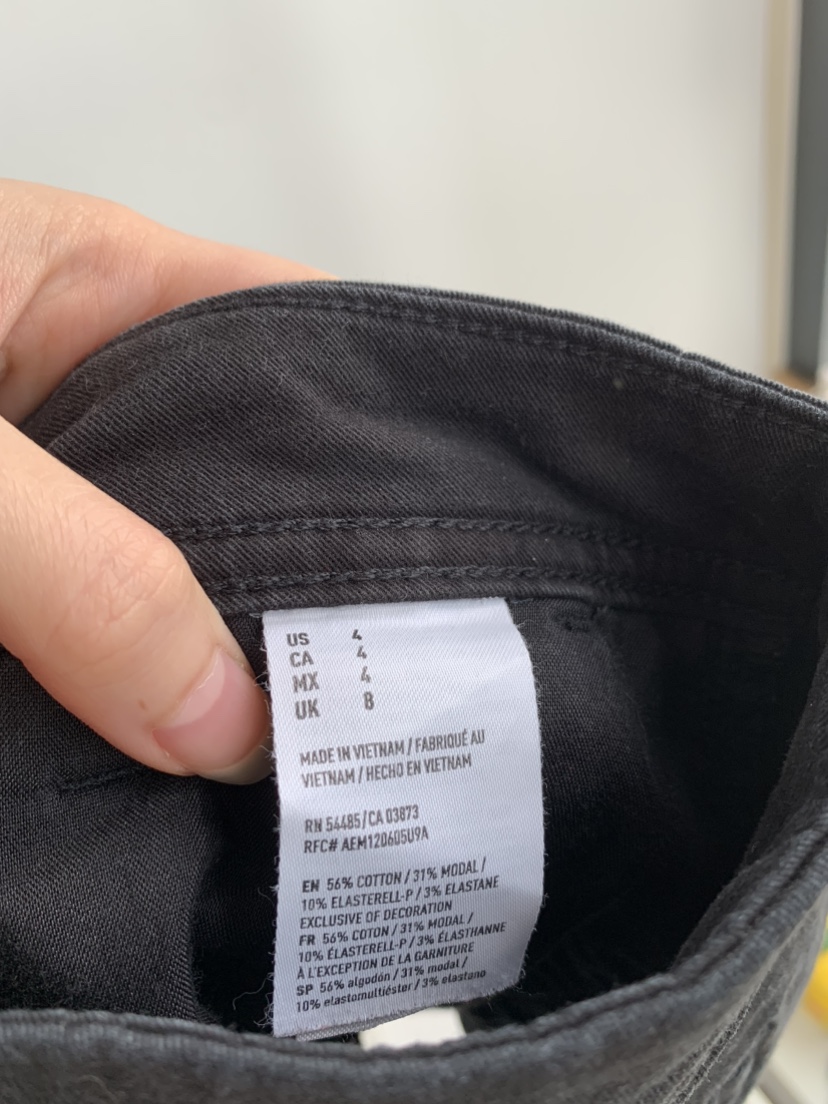 US 4
CA 4
MX 4
UK 8
MADE IN VIETNAM / FABRIQUÉ AU
VIETNAM / HECHO EN VIETNAM
RN 54485/CA 03873
RFC# AEM120605U9A
EN 56% COTTON / 31% MODAL /
10% ELASTERELL-P / 3% ELASTANE
EXCLUSIVE OF DECORATION
FR 56% COTON / 31% MODAL /
10% ÉLASTERELL-P / 3% ÉLASTHANNE
À L'EXCEPTION DE LA GARNITURE
SP 56% algodón / 31% modal /
10% elastomultiéster / 3% elastano